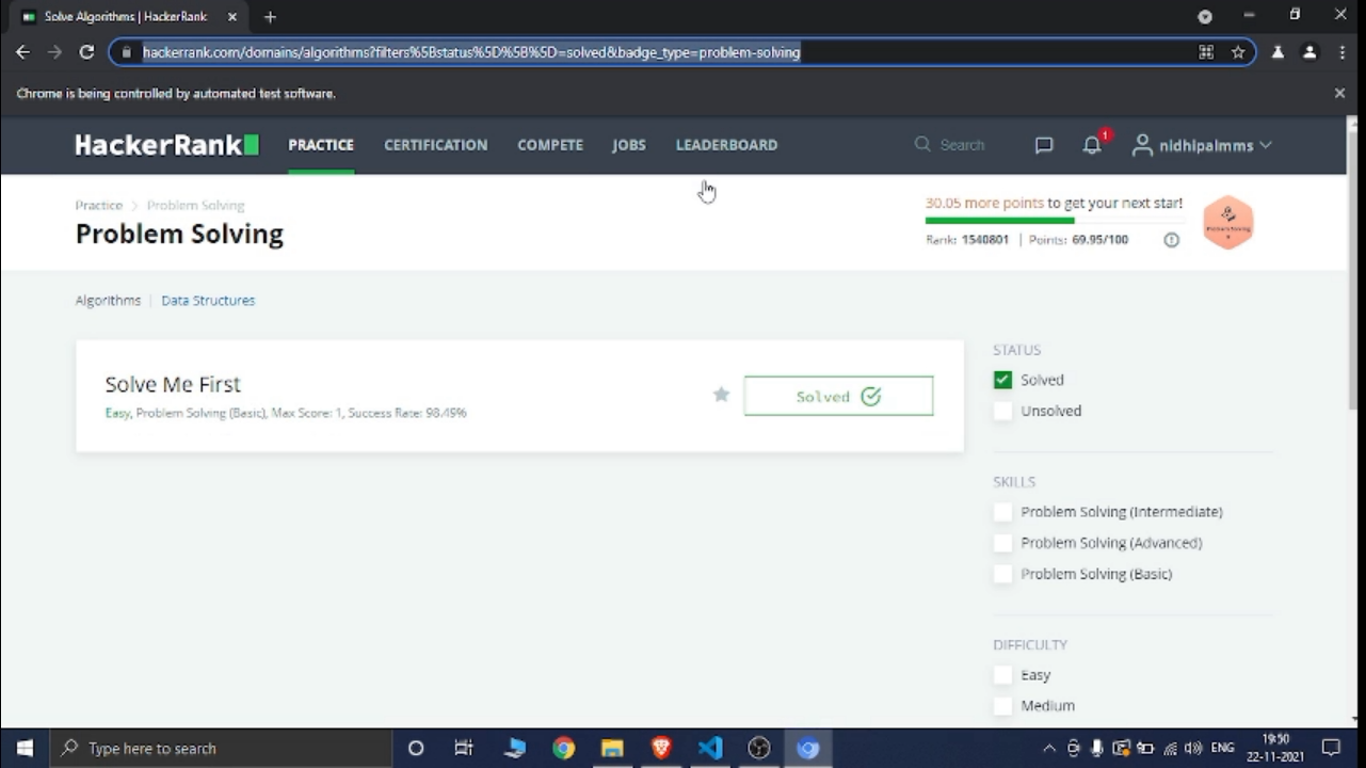 Solve Algorithms | HackerRank
hackerrank.com/domains/algorithms?filters%5Bstatus%5D%5B%5D=solved&badge_type=problem-solving
Chrome is being controlled by automated test software.
HackerRank PRACTICE CERTIFICATION COMPETE JOBS LEADERBOARD Search 1 nidhipalmms
Practice > Problem Solving
Problem Solving
30.05 more points to get your next star!
Rank: 1540801 | Points: 69.95/100
Problem Solving
Algorithms | Data Structures
Solve Me First
Easy, Problem Solving (Basic), Max Score: 1, Success Rate: 98.49%
Solved
STATUS
Solved
Unsolved
SKILLS
Problem Solving (Intermediate)
Problem Solving (Advanced)
Problem Solving (Basic)
DIFFICULTY
Easy
Medium
Type here to search
ENG
19:50
22-11-2021